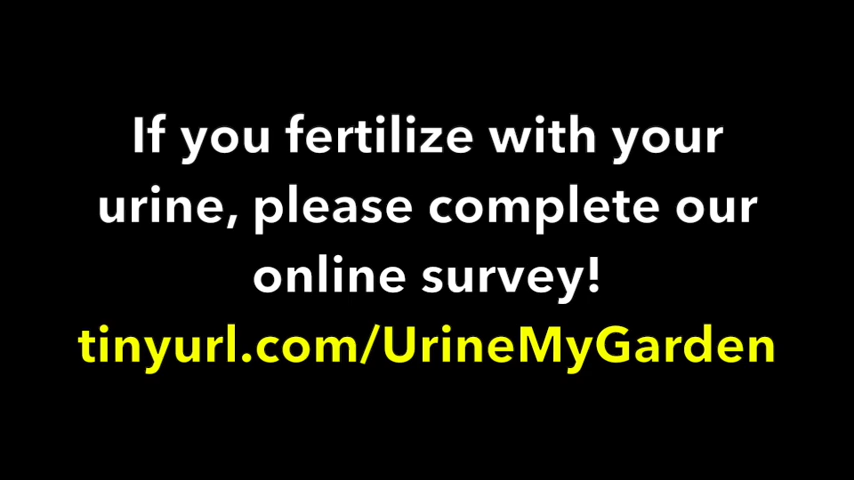 If you fertilize with your
urine, please complete our
online survey!
tinyurl.com/UrineMyGarden